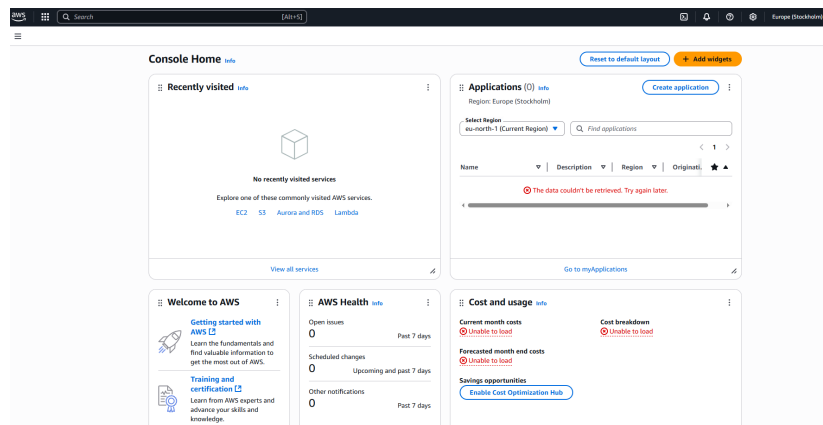 aws
Search
[Alt+S]
Europe (Stockholm)
Console Home Info
Reset to default layout
+ Add widgets
Recently visited Info
No recently visited services
Explore one of these commonly visited AWS services.
EC2 S3 Aurora and RDS Lambda
View all services
Applications (0) Info
Create application
Region: Europe (Stockholm)
Select Region
eu-north-1 (Current Region)
Find applications
1
Name Description Region Originati.
The data couldn't be retrieved. Try again later.
Go to myApplications
Welcome to AWS
Getting started with
AWS
Learn the fundamentals and
find valuable information to
get the most out of AWS.
Training and
certification
Learn from AWS experts and
advance your skills and
knowledge.
AWS Health Info
Open issues
0
Past 7 days
Scheduled changes
0
Upcoming and past 7 days
Other notifications
0
Past 7 days
Cost and usage Info
Current month costs
Unable to load
Cost breakdown
Unable to load
Forecasted month end costs
Unable to load
Savings opportunities
Enable Cost Optimization Hub